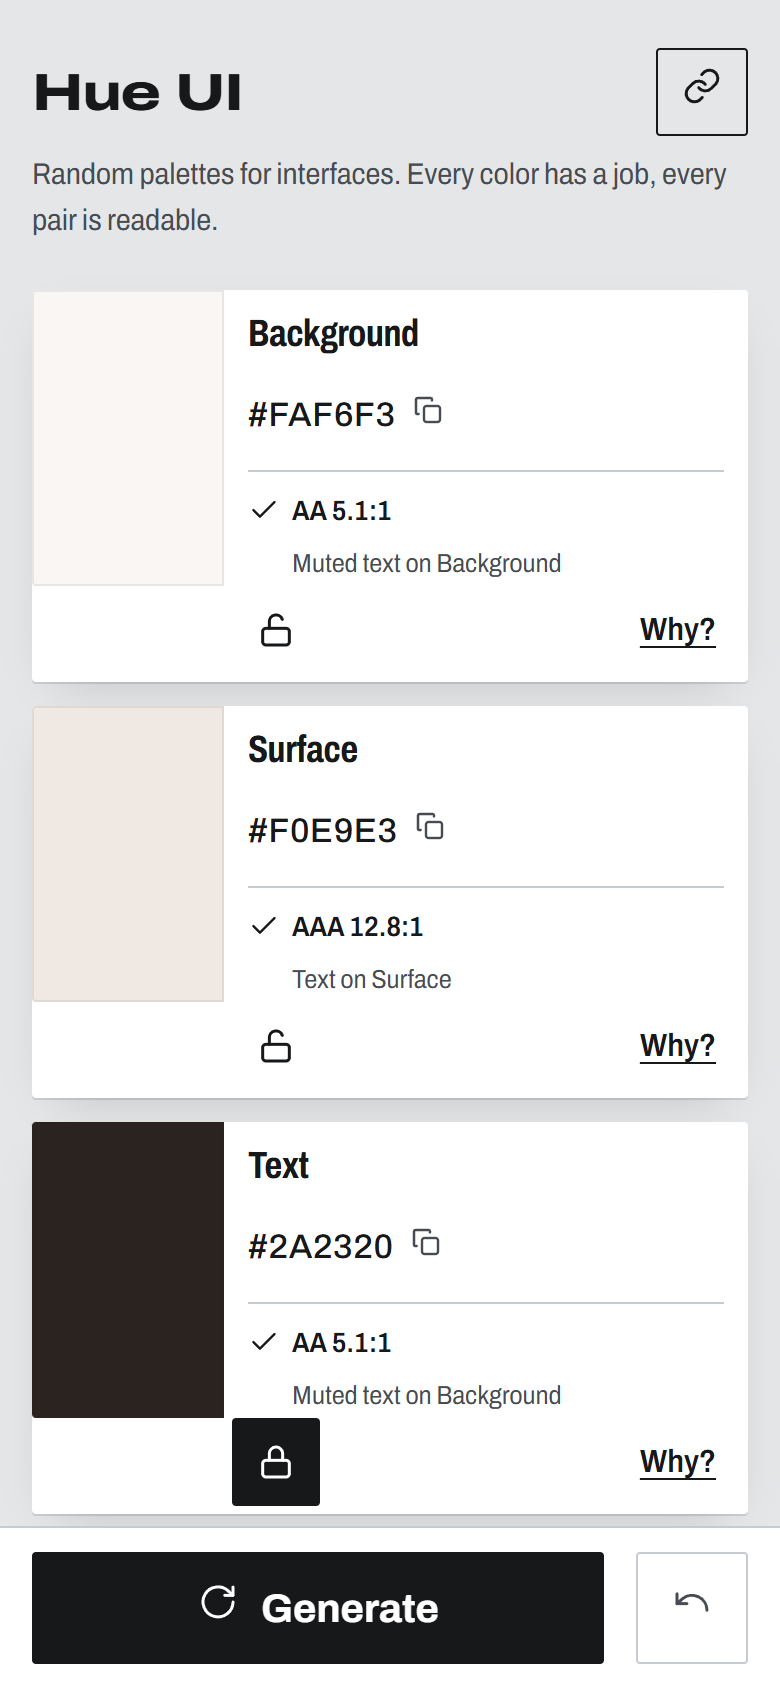 Hue UI
Random palettes for interfaces. Every color has a job, every
pair is readable.
Background
#FAF6F3
AA 5.1:1
Muted text on Background
Why?
Surface
#F0E9E3
AAA 12.8:1
Text on Surface
Why?
Text
#2A2320
AA 5.1:1
Muted text on Background
Why?
Generate